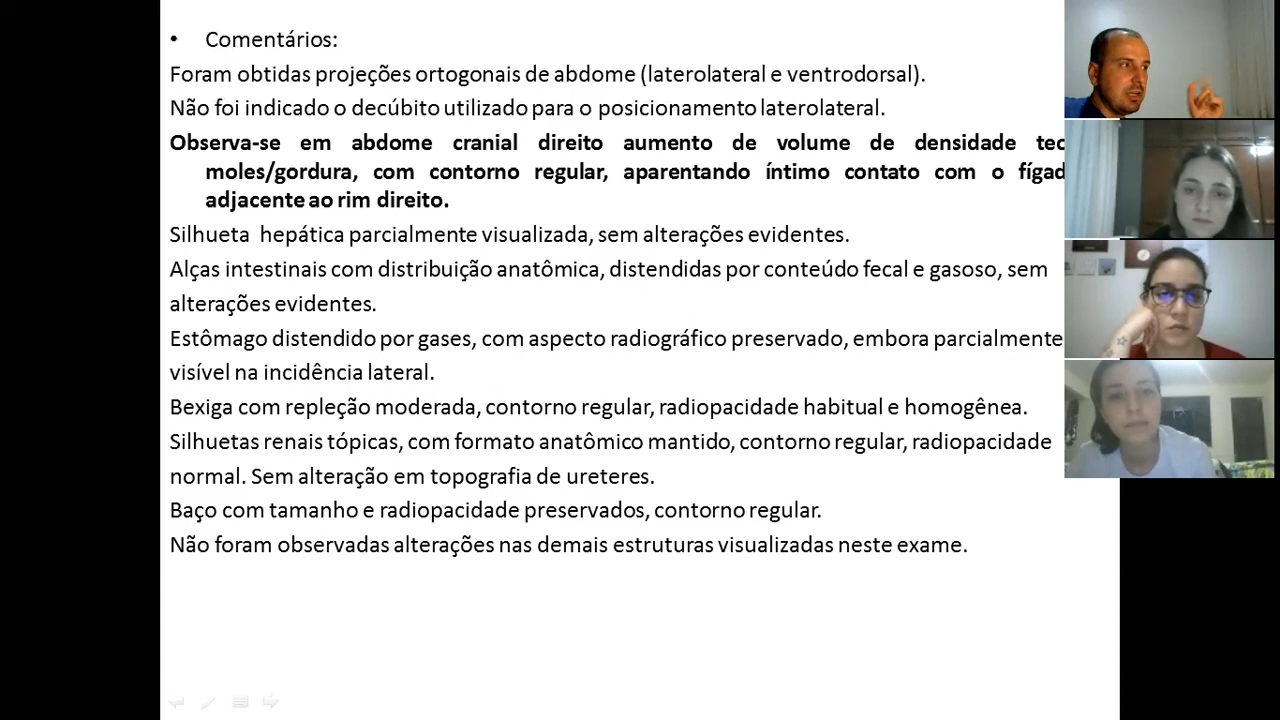 • Comentários:
Foram obtidas projeções ortogonais de abdome (laterolateral e ventrodorsal).
Não foi indicado o decúbito utilizado para o posicionamento laterolateral.
Observa-se em abdome cranial direito aumento de volume de densidade tec
moles/gordura, com contorno regular, aparentando íntimo contato com o fígad
adjacente ao rim direito.
Silhueta hepática parcialmente visualizada, sem alterações evidentes.
Alças intestinais com distribuição anatômica, distendidas por conteúdo fecal e gasoso, sem
alterações evidentes.
Estômago distendido por gases, com aspecto radiográfico preservado, embora parcialmente
visível na incidência lateral.
Bexiga com repleção moderada, contorno regular, radiopacidade habitual e homogênea.
Silhuetas renais tópicas, com formato anatômico mantido, contorno regular, radiopacidade
normal. Sem alteração em topografia de ureteres.
Baço com tamanho e radiopacidade preservados, contorno regular.
Não foram observadas alterações nas demais estruturas visualizadas neste exame.